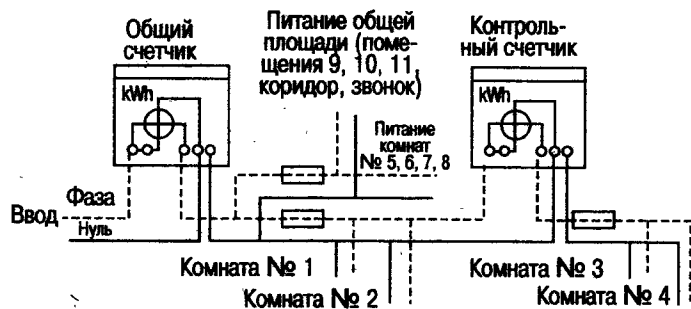 Общий
счетчик
Питание общей
площади (поме-
щения 9, 10, 11,
коридор, звонок)
Контроль-
ный счетчик
kWh
kWh
Питание
комнат
№ 5, 6, 7, 8
Фаза
Ввод
Нуль
Комната № 1
Комната № 2
Комната № 3
Комната № 4